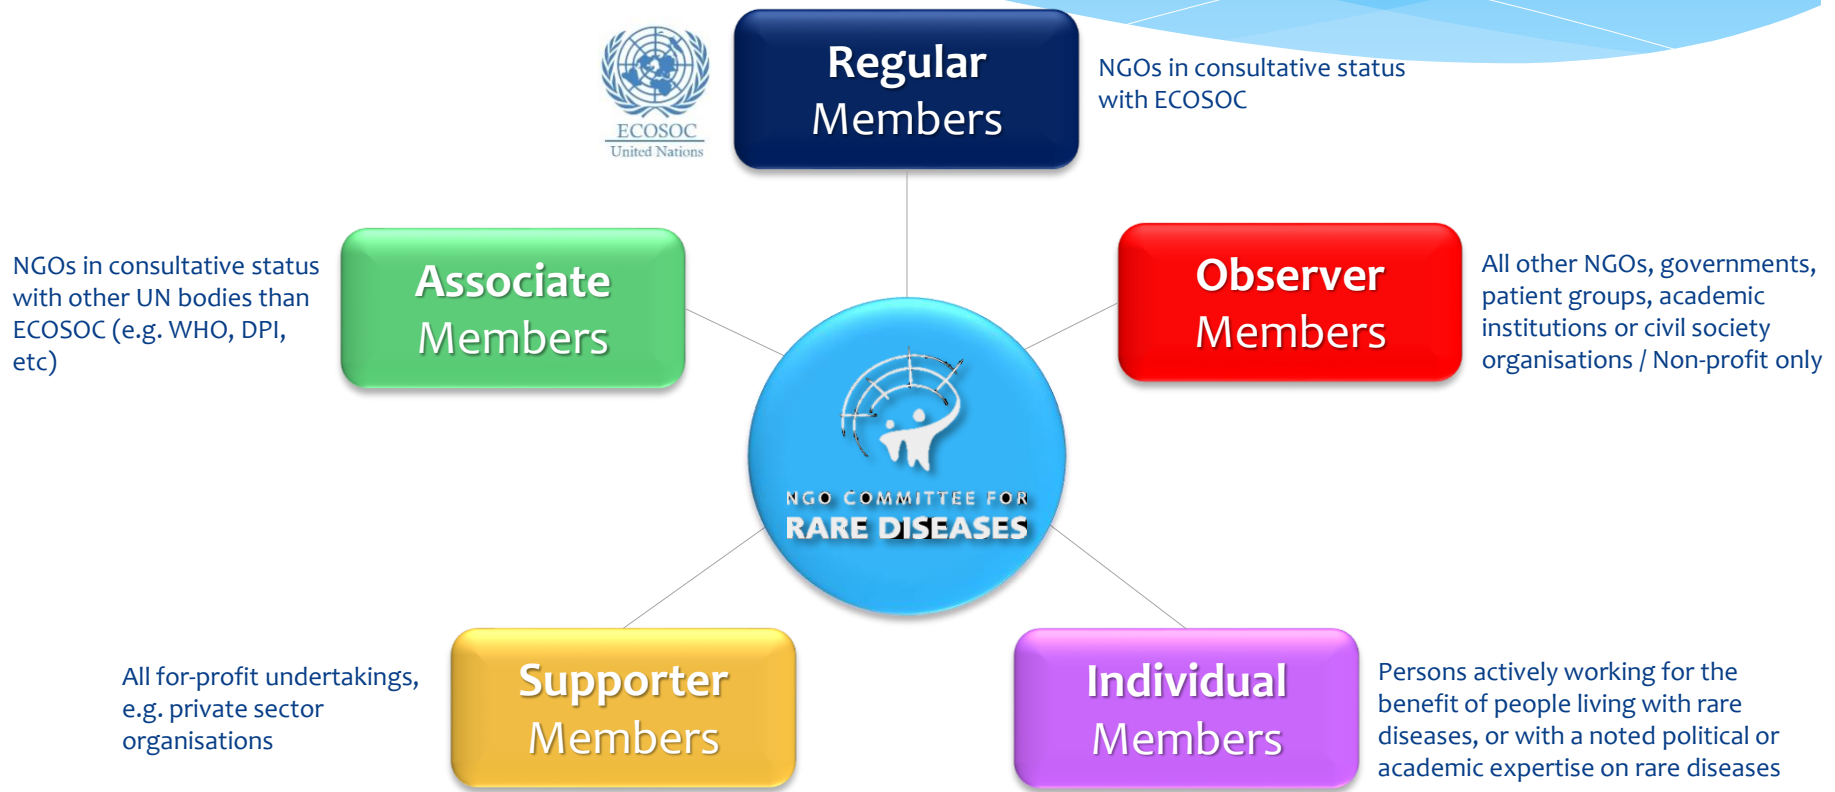 ECOSOC
United Nations
Regular
Members
NGOs in consultative status
with ECOSOC
NGOs in consultative status
with other UN bodies than
ECOSOC (e.g. WHO, DPI,
etc)
Associate
Members
Observer
Members
All other NGOs, governments,
patient groups, academic
institutions or civil society
organisations / Non-profit only
NGO COMMITTEE FOR
RARE DISEASES
All for-profit undertakings,
e.g. private sector
organisations
Supporter
Members
Individual
Members
Persons actively working for the
benefit of people living with rare
diseases, or with a noted political or
academic expertise on rare diseases